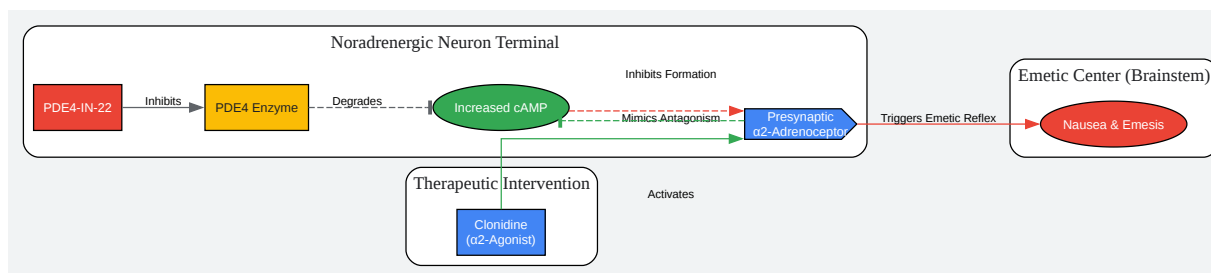 Noradrenergic Neuron Terminal
PDE4-IN-22
Inhibits
PDE4 Enzyme
Degrades
Increased cAMP
Inhibits Formation
Mimics Antagonism
Presynaptic
α2-Adrenoceptor
Triggers Emetic Reflex
Emetic Center (Brainstem)
Nausea & Emesis
Therapeutic Intervention
Activates
Clonidine
(α2-Agonist)